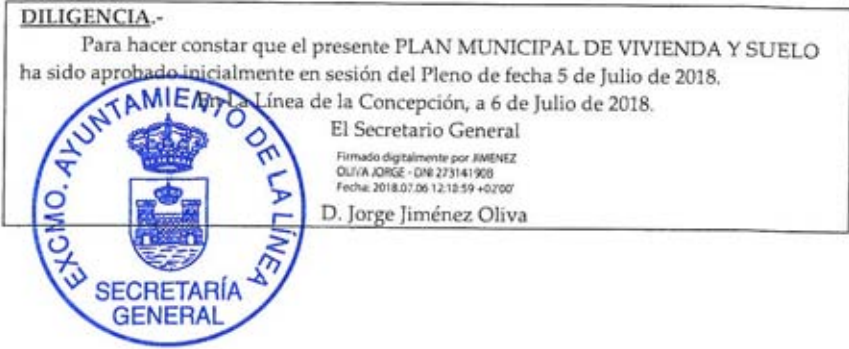 DILIGENCIA.-
Para hacer constar que el presente PLAN MUNICIPAL DE VIVIENDA Y SUELO
ha sido aprobado inicialmente en sesión del Pleno de fecha 5 de Julio de 2018.
En La Línea de la Concepción, a 6 de Julio de 2018.
El Secretario General
Firmado digitalmente por JIMENEZ
OLIVA JORGE - DNI 27314190B
Fecha: 2018.07.06 12:18:59 +02'00'
D. Jorge Jiménez Oliva
EXCMO. AYUNTAMIENTO DE LA LÍNEA
SECRETARÍA
GENERAL